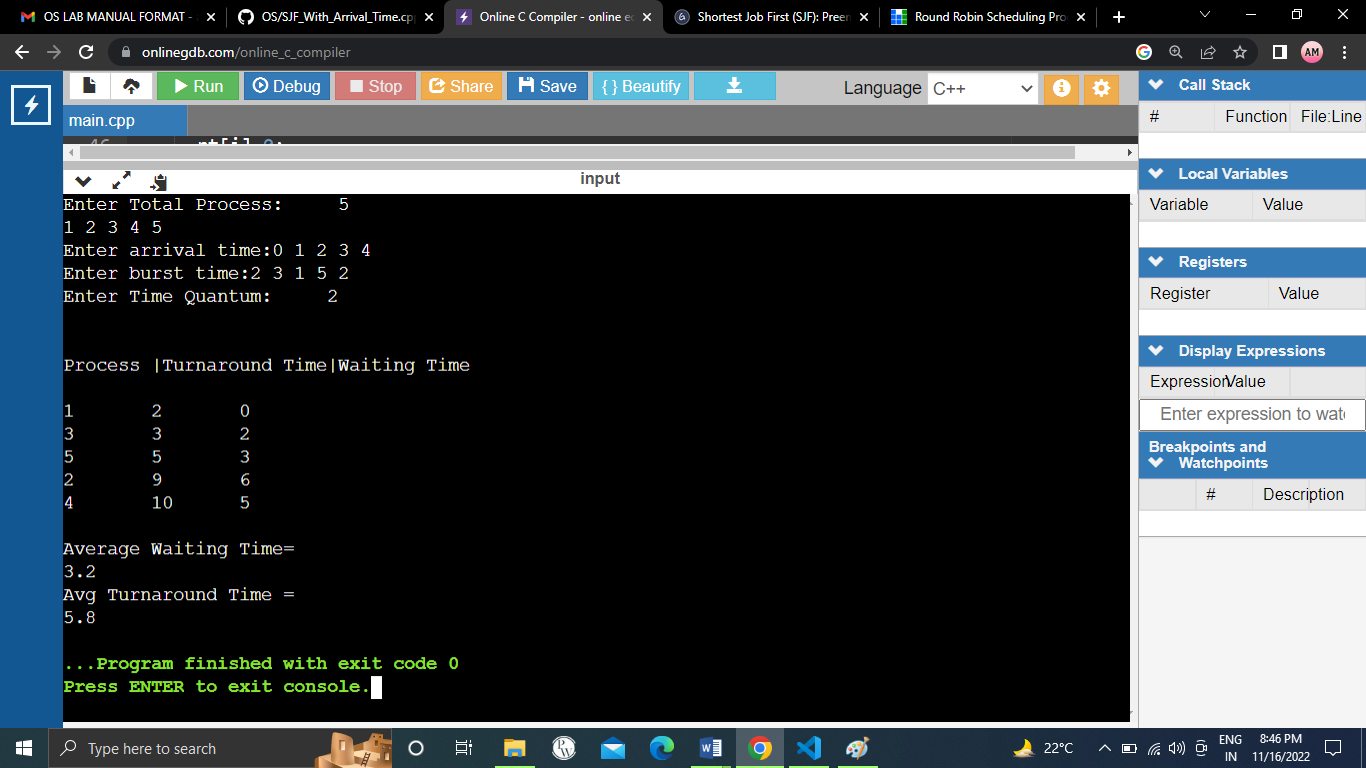 OS LAB MANUAL FORMAT -
OS/SJF_With_Arrival_Time.cp
Online C Compiler - online e
Shortest Job First (SJF): Preem
Round Robin Scheduling Pro
onlinegdb.com/online_c_compiler
AM
Run
Debug
Stop
Share
Save
{ } Beautify
Language
C++
main.cpp
input
Enter Total Process: 5
1 2 3 4 5
Enter arrival time:0 1 2 3 4
Enter burst time:2 3 1 5 2
Enter Time Quantum: 2
Process |Turnaround Time|Waiting Time
1 2 0
3 3 2
5 5 3
2 9 6
4 10 5
Average Waiting Time=
3.2
Avg Turnaround Time =
5.8
...Program finished with exit code 0
Press ENTER to exit console.
Call Stack
# Function File:Line
Local Variables
Variable Value
Registers
Register Value
Display Expressions
Expression Value
Enter expression to wat
Breakpoints and
Watchpoints
# Description
Type here to search
22°C
ENG
IN
8:46 PM
11/16/2022